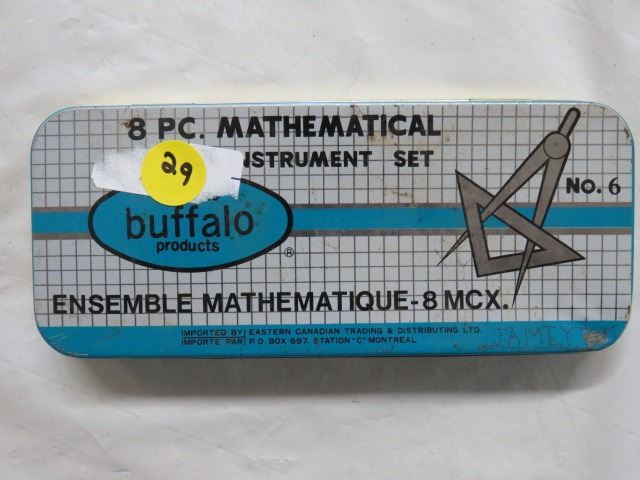 8 PC. MATHEMATICAL
INSTRUMENT SET
29
NO. 6
buffalo
products
®
ENSEMBLE MATHEMATIQUE-8 MCX.
IMPORTED BY EASTERN CANADIAN TRADING & DISTRIBUTING LTD.
IMPORTE PAR P.O. BOX 697, STATION "C" MONTREAL
JAMEY